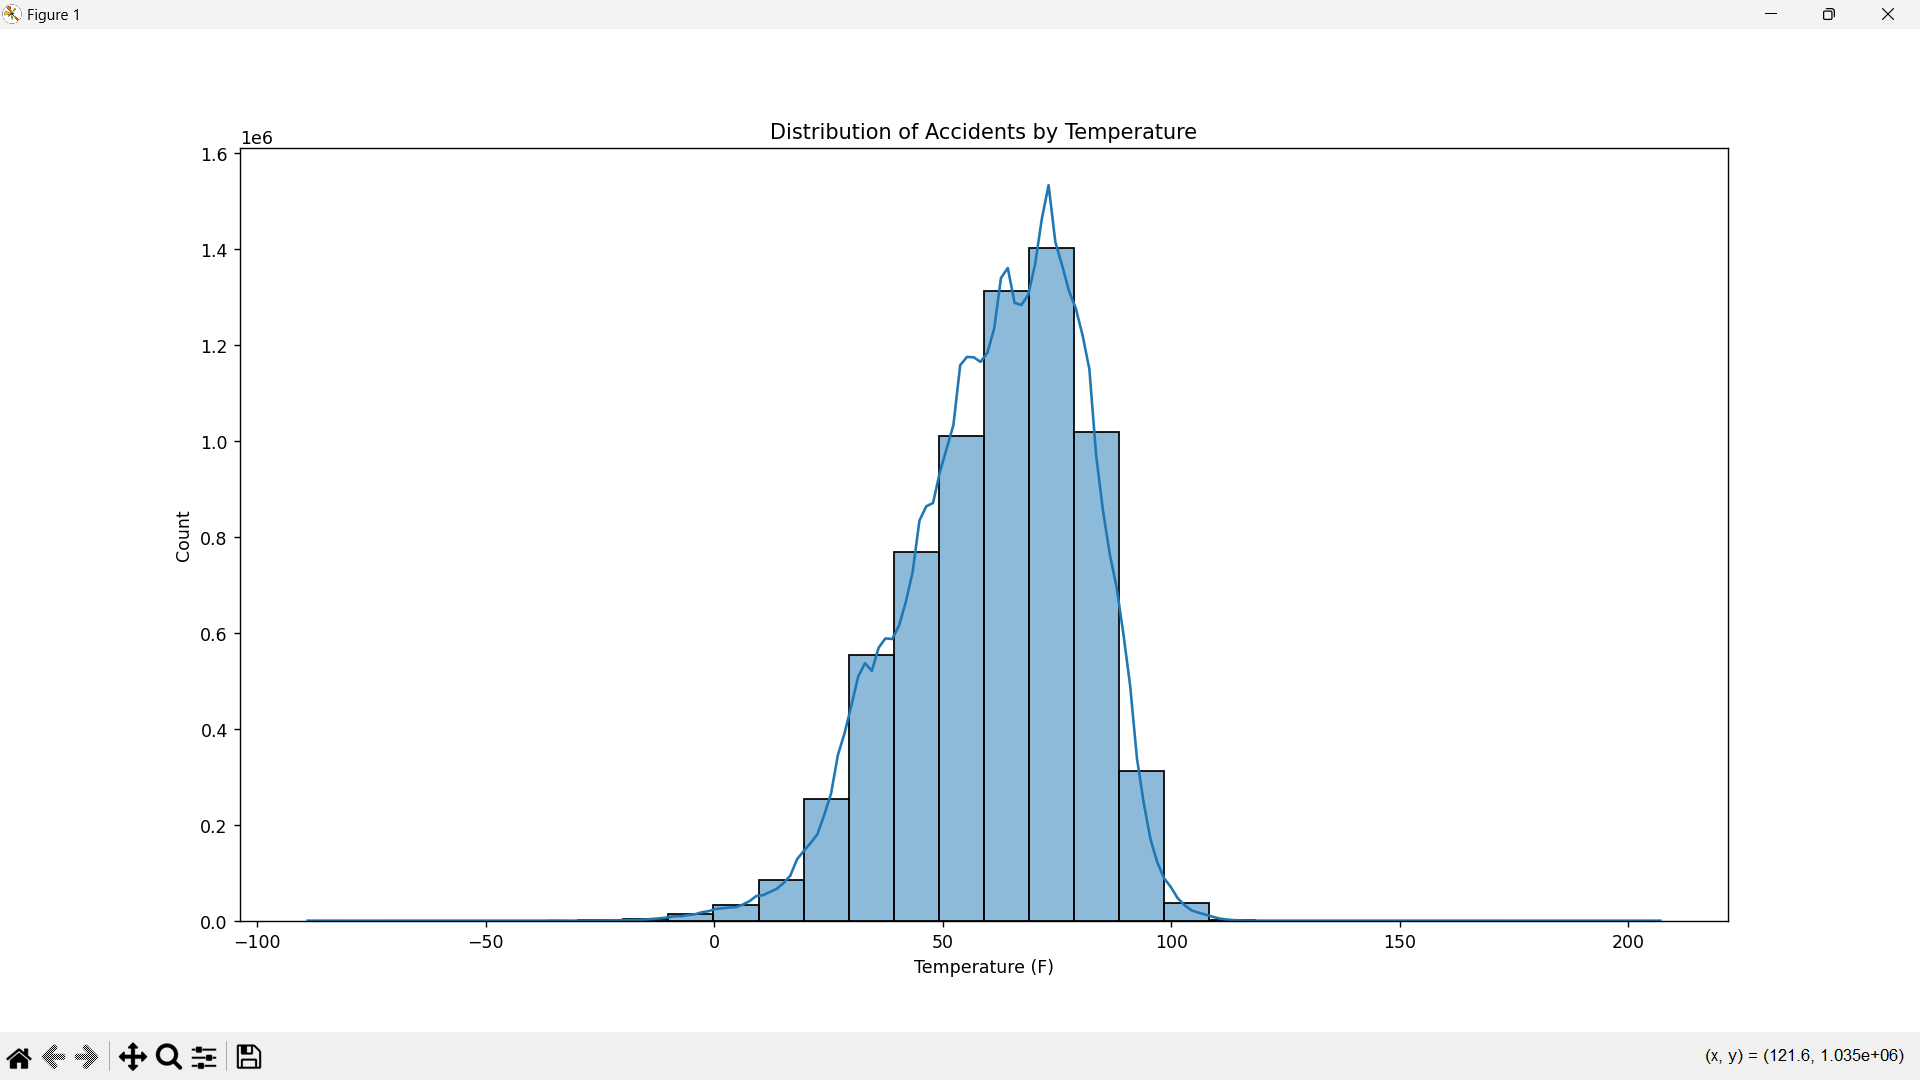 Figure 1
Distribution of Accidents by Temperature
1e6
1.6
1.4
1.2
1.0
0.8
0.6
0.4
0.2
0.0
Count
−100
−50
0
50
100
150
200
Temperature (F)
(x, y) = (121.6, 1.035e+06)